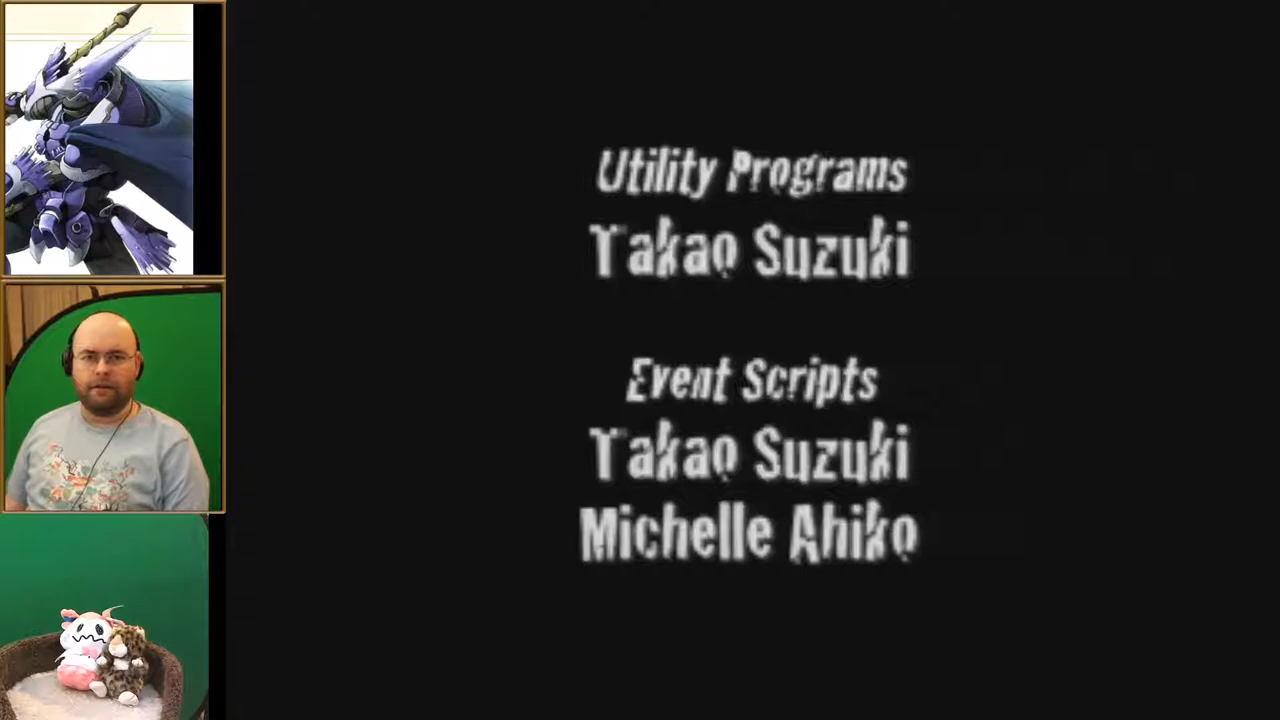 Utility Programs
Takao Suzuki
Event Scripts
Takao Suzuki
Michelle Ahiko